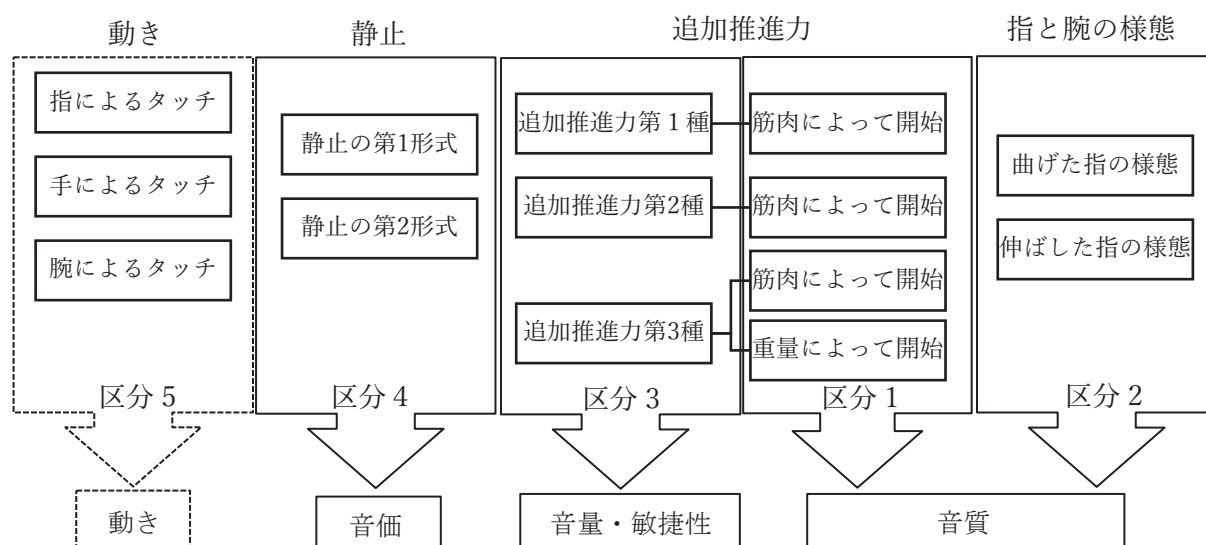 動き
静止
追加推進力
指と腕の様態
指によるタッチ
手によるタッチ
腕によるタッチ
区分５
静止の第1形式
静止の第2形式
区分４
追加推進力第１種
追加推進力第2種
追加推進力第3種
区分３
筋肉によって開始
筋肉によって開始
筋肉によって開始
重量によって開始
区分１
曲げた指の様態
伸ばした指の様態
区分２
動き
音価
音量・敏捷性
音質